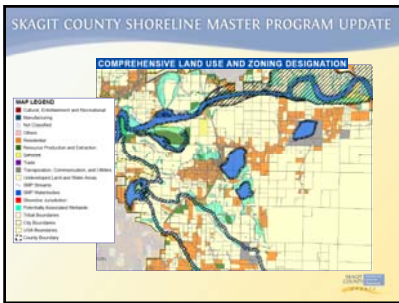 SKAGIT COUNTY SHORELINE MASTER PROGRAM UPDATE
COMPREHENSIVE LAND USE AND ZONING DESIGNATION
MAP LEGEND
Cultural, Entertainment and Recreational
Manufacturing
Not Classified
Others
Residential
Resource Production and Extraction
Services
Trade
Transportation, Communication, and Utilities
Undeveloped Land and Water Areas
SMP Streams
SMP Waterbodies
Shoreline Jurisdiction
Potentially Associated Wetlands
Tribal Boundaries
City Boundaries
UGA Boundaries
County Boundary
SKAGIT
COUNTY